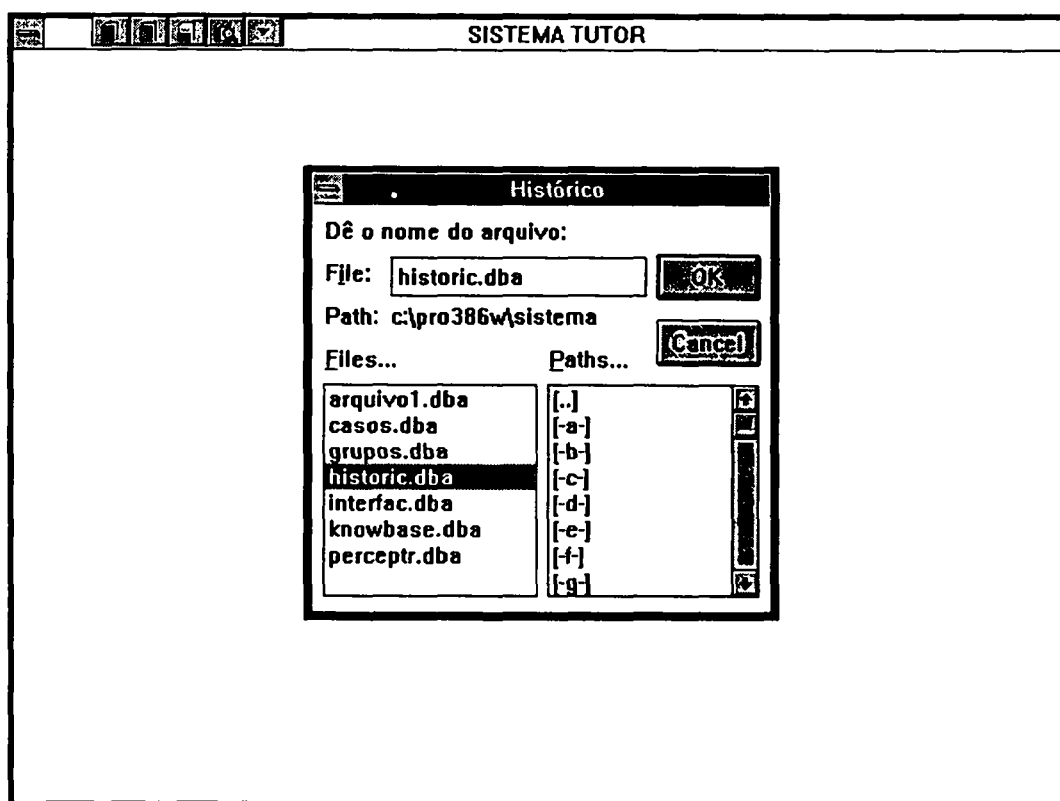 SISTEMA TUTOR
Histórico
Dê o nome do arquivo:
File: historic.dba
OK
Path: c:\pro386w\sistema
Cancel
Files...
Paths...
arquivo1.dba
casos.dba
grupos.dba
historic.dba
interfac.dba
knowbase.dba
perceptr.dba
[..]
[-a-]
[-b-]
[-c-]
[-d-]
[-e-]
[-f-]
[-g-]